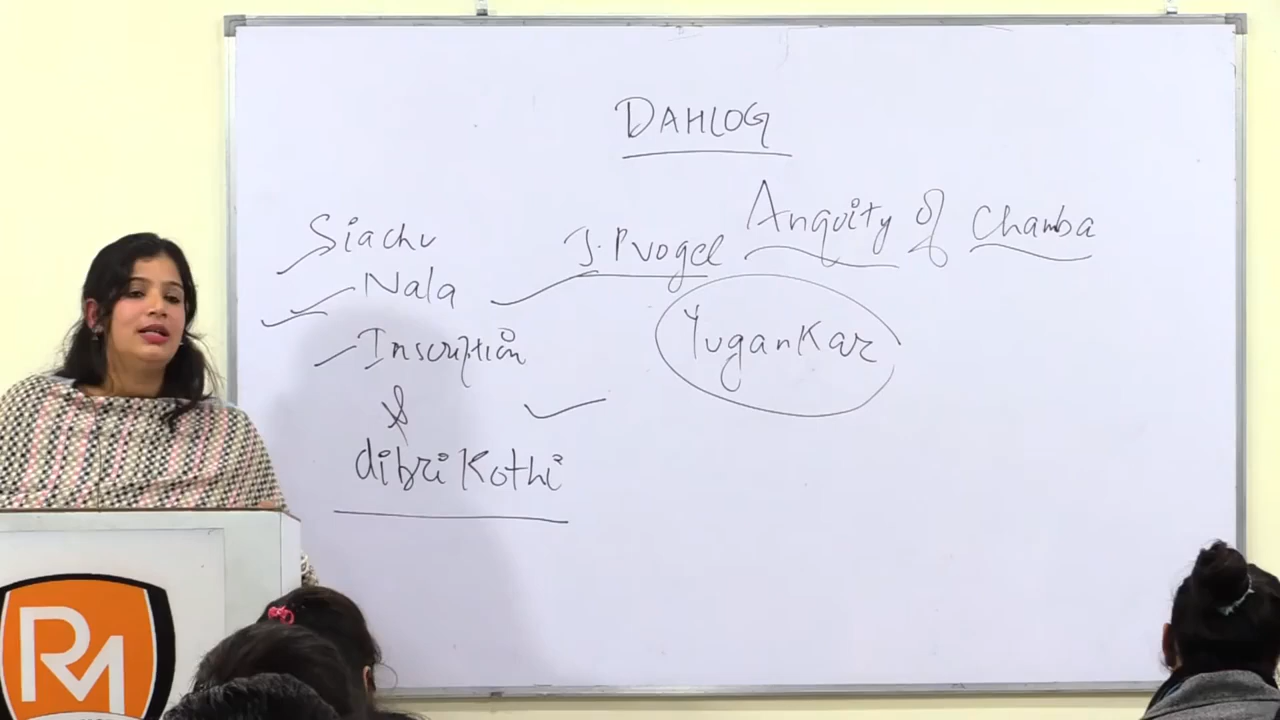 DAHLOG
Siachu
Nala
Inscription
&
dibri Kothi
J.P Vogel
Anquity of Chamba
Yugankar
RM